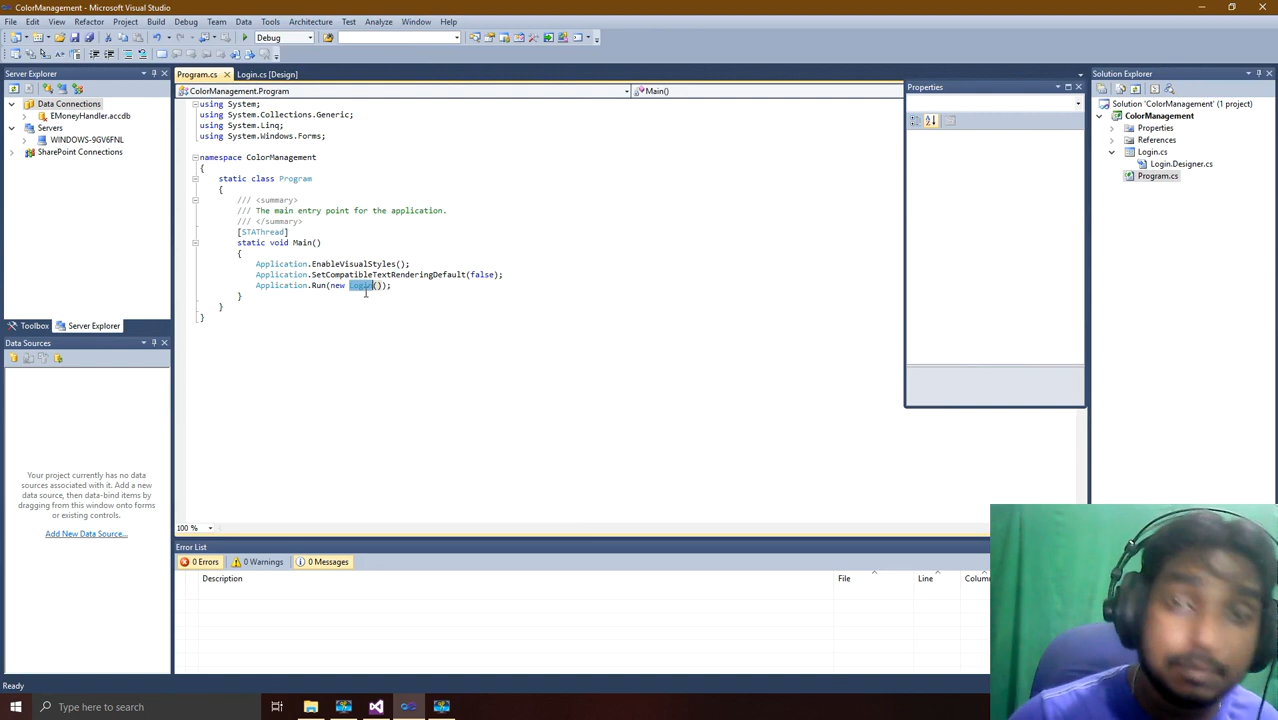 ColorManagement - Microsoft Visual Studio
File Edit View Refactor Project Build Debug Team Data Tools Architecture Test Analyze Window Help
Debug
Server Explorer
Data Connections
EMoneyHandler.accdb
Servers
WINDOWS-9GV6FNL
SharePoint Connections
Toolbox Server Explorer
Data Sources
Your project currently has no data
sources associated with it. Add a
new data source, then data-bind items by
dragging from this window onto forms
or existing controls.
Add New Data Source...
Program.cs Login.cs [Design]
ColorManagement.Program Main()
using System;
using System.Collections.Generic;
using System.Linq;
using System.Windows.Forms;
namespace ColorManagement
{
static class Program
{
/// <summary>
/// The main entry point for the application.
/// </summary>
[STAThread]
static void Main()
{
Application.EnableVisualStyles();
Application.SetCompatibleTextRenderingDefault(false);
Application.Run(new Login());
}
}
}
100 %
Properties
Solution Explorer
Solution 'ColorManagement' (1 project)
ColorManagement
Properties
References
Login.cs
Login.Designer.cs
Program.cs
Error List
0 Errors 0 Warnings 0 Messages
Description File Line Column
Ready
Type here to search